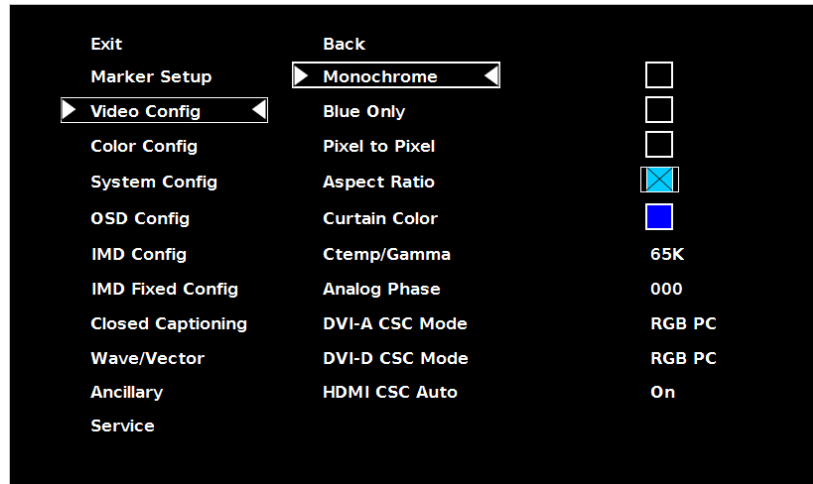 Exit Back
Marker Setup Monochrome
Video Config Blue Only
Color Config Pixel to Pixel
System Config Aspect Ratio
OSD Config Curtain Color
IMD Config Ctemp/Gamma 65K
IMD Fixed Config Analog Phase 000
Closed Captioning DVI-A CSC Mode RGB PC
Wave/Vector DVI-D CSC Mode RGB PC
Ancillary HDMI CSC Auto On
Service